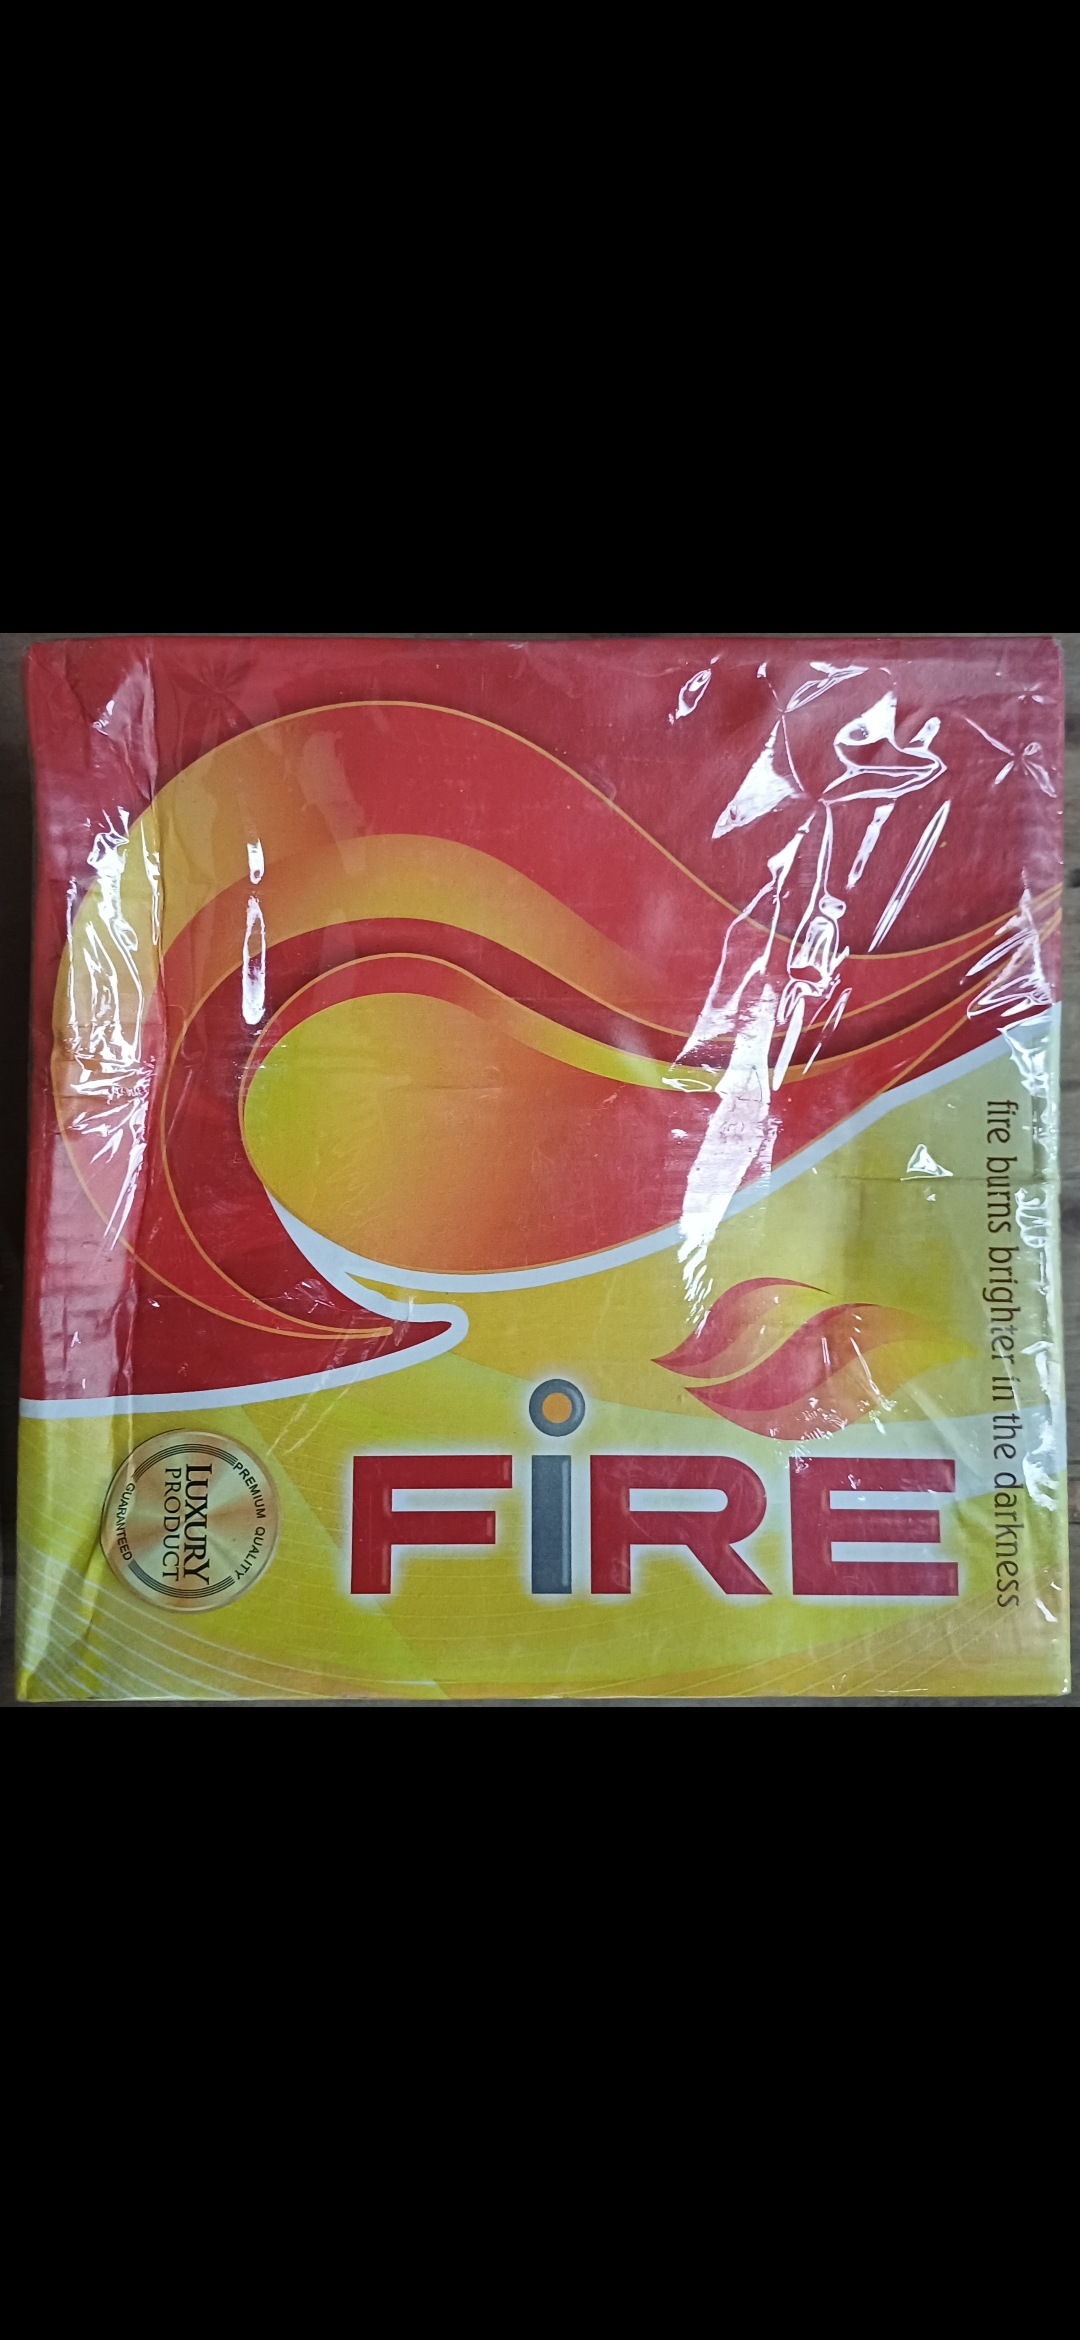 fire burns brighter in the darkness
FiRE
PREMIUM QUALITY
LUXURY
PRODUCT
GUARANTEED